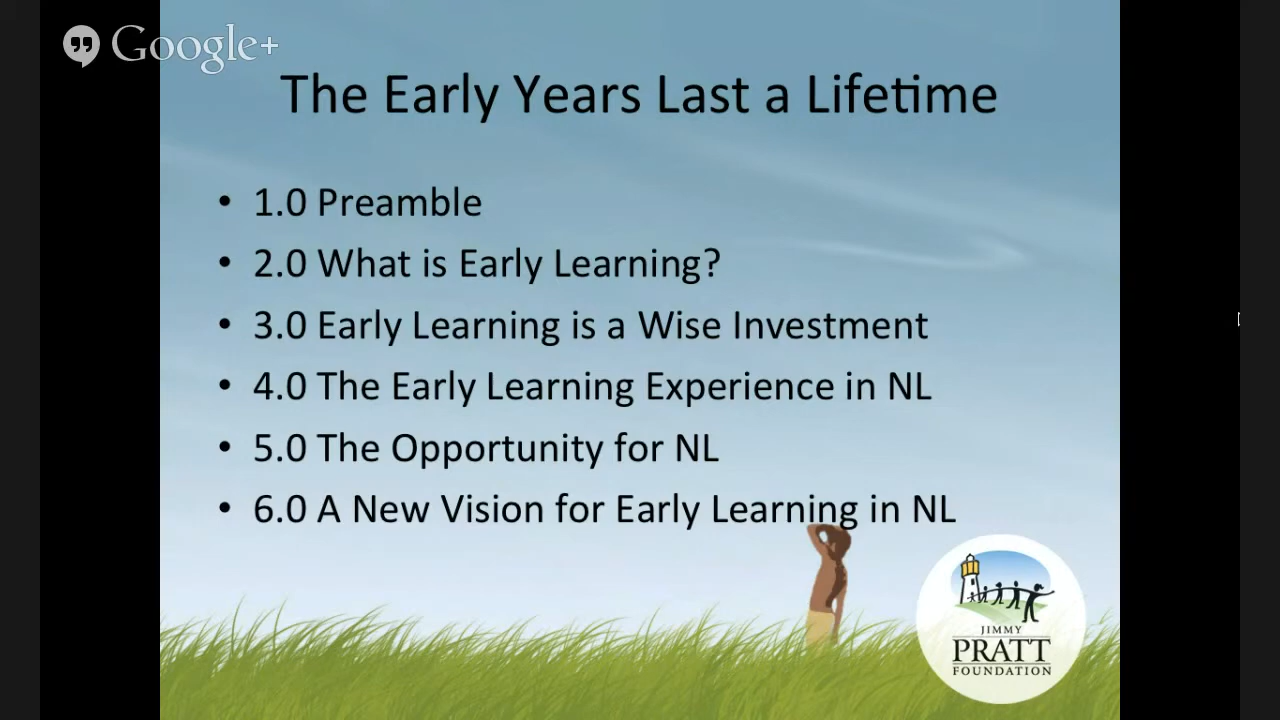 Google+
The Early Years Last a Lifetime
• 1.0 Preamble
• 2.0 What is Early Learning?
• 3.0 Early Learning is a Wise Investment
• 4.0 The Early Learning Experience in NL
• 5.0 The Opportunity for NL
• 6.0 A New Vision for Early Learning in NL
JIMMY
PRATT
FOUNDATION